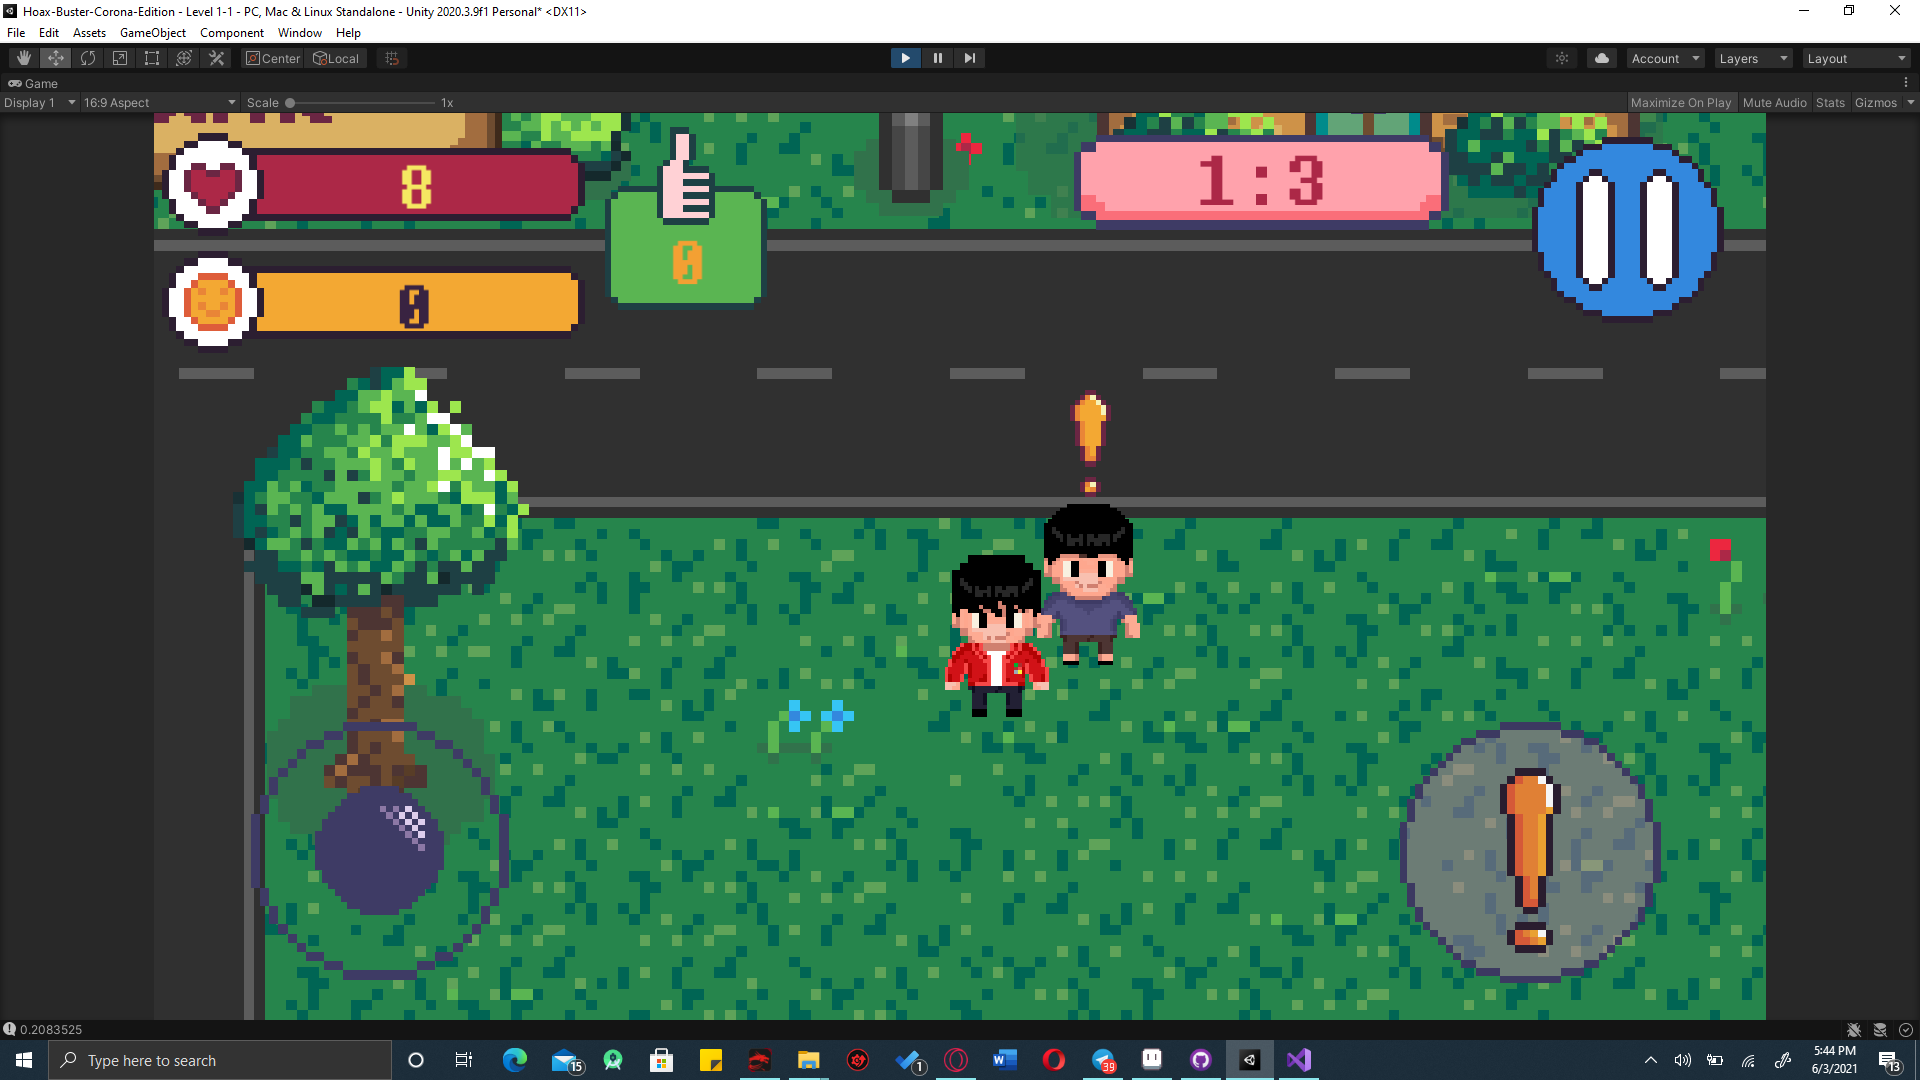 Hoax-Buster-Corona-Edition - Level 1-1 - PC, Mac & Linux Standalone - Unity 2020.3.9f1 Personal* <DX11>
File Edit Assets GameObject Component Window Help
Center Local Account Layers Layout
Game
Display 1 16:9 Aspect Scale 1x Maximize On Play Mute Audio Stats Gizmos
8 1:3
0
0
0.2083525
Type here to search 15 1 39 5:44 PM 13
6/3/2021